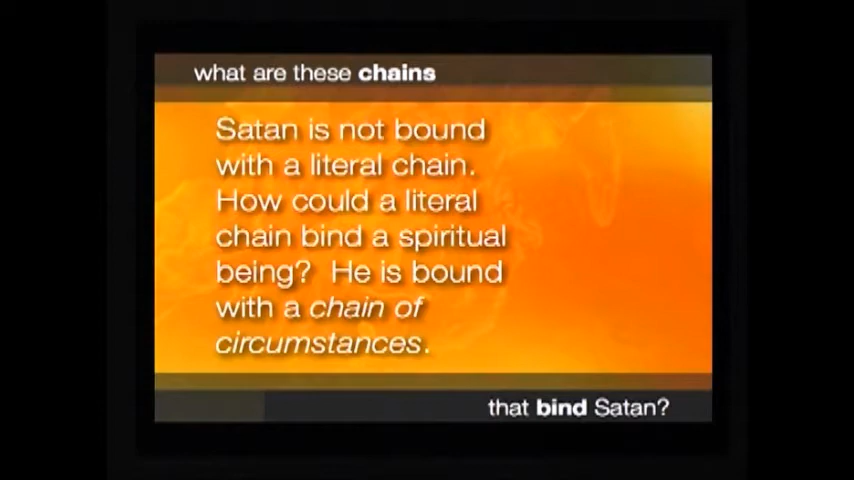 what are these chains
Satan is not bound
with a literal chain.
How could a literal
chain bind a spiritual
being? He is bound
with a chain of
circumstances.
that bind Satan?